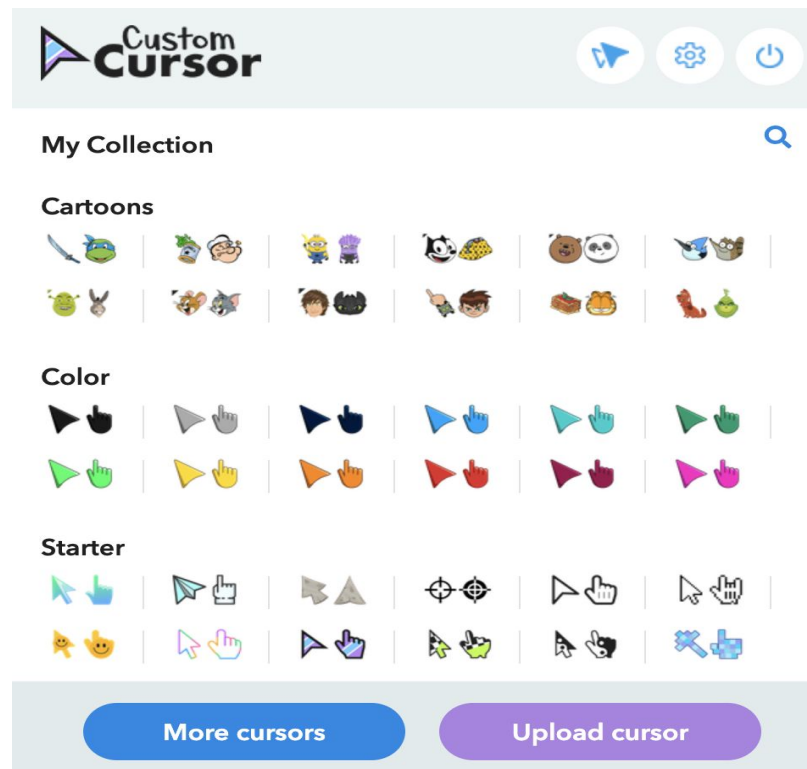 Custom
Cursor
My Collection
Cartoons
Color
Starter
More cursors
Upload cursor